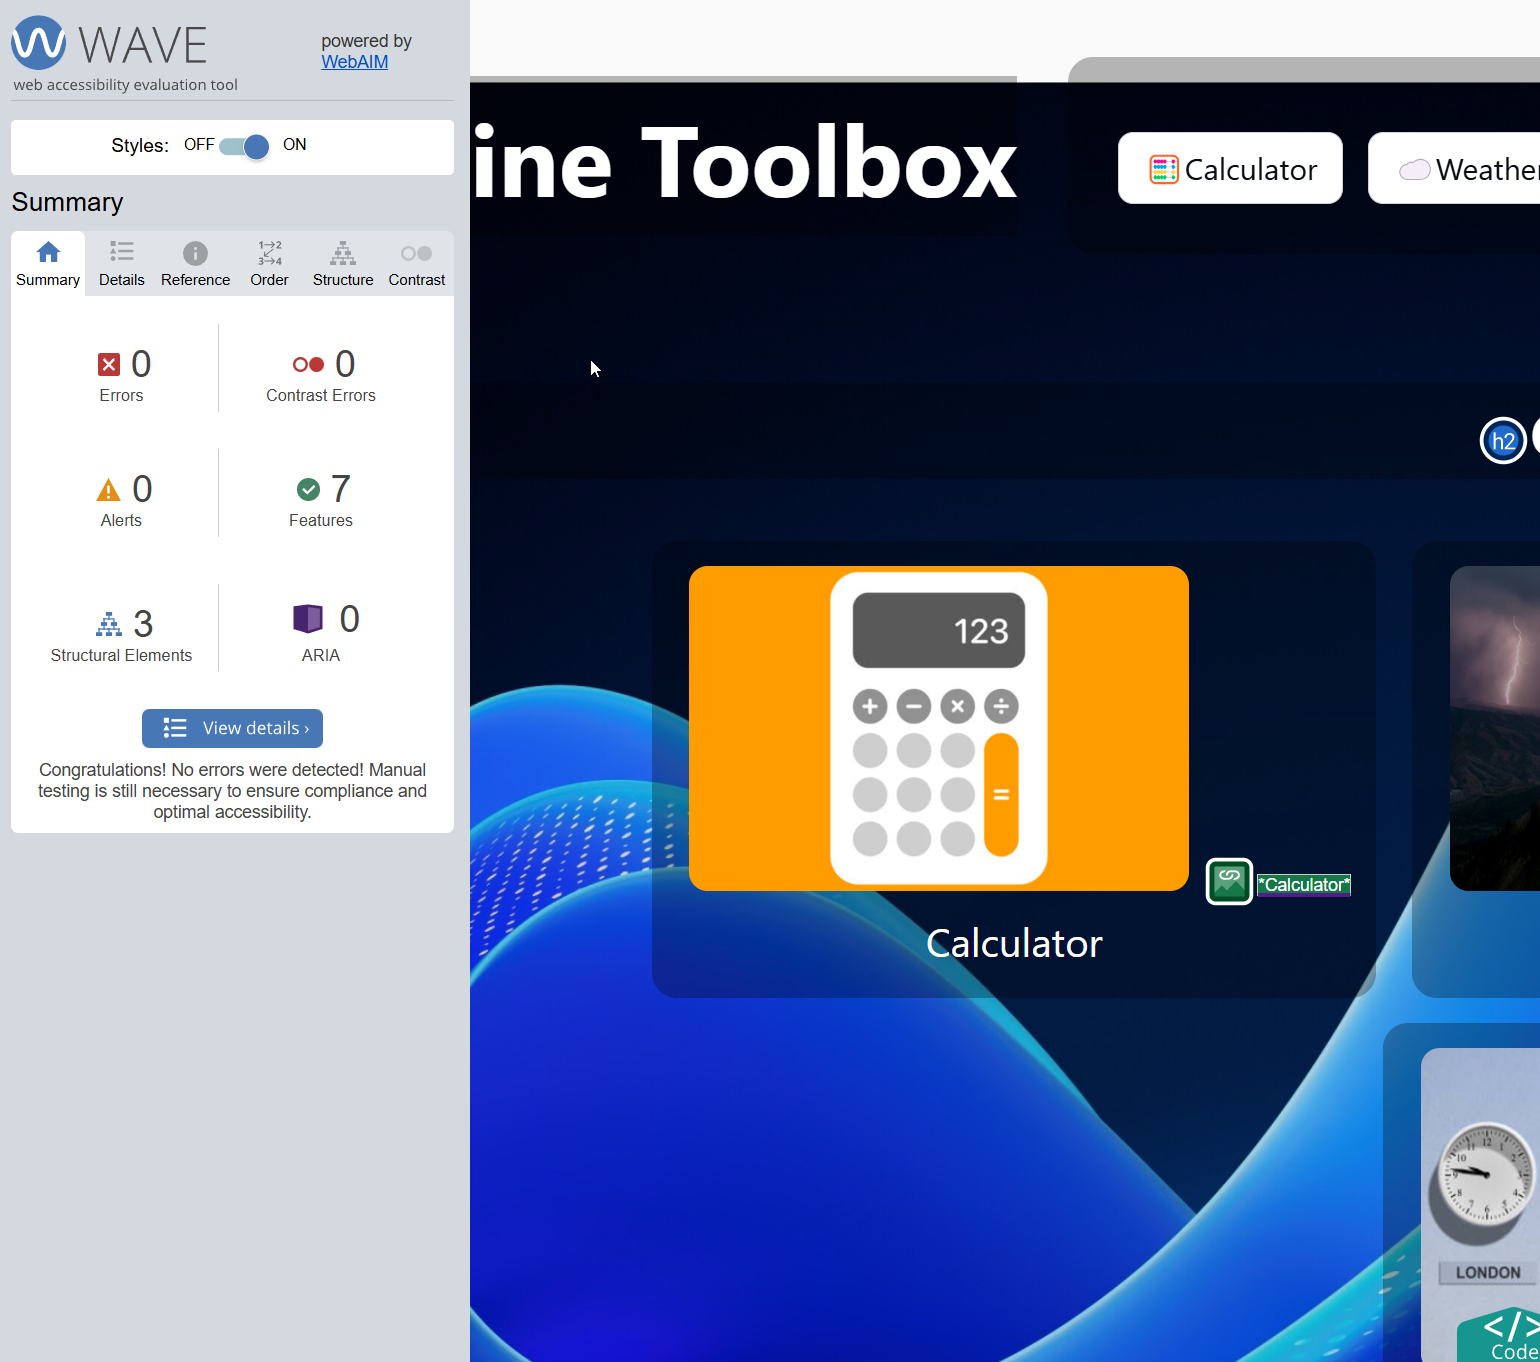 WAVE
powered by
WebAIM
web accessibility evaluation tool
Styles: OFF ON
Summary
Summary Details Reference Order Structure Contrast
0 Errors
0 Contrast Errors
0 Alerts
7 Features
3 Structural Elements
0 ARIA
View details ›
Congratulations! No errors were detected! Manual
testing is still necessary to ensure compliance and
optimal accessibility.
ine Toolbox
Calculator
Weather
h2
123
+ − × ÷
=
*Calculator*
Calculator
LONDON
</>
Code